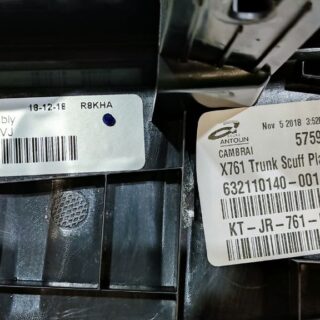 18-12-18 R8KHA
bly
VJ
ANTOLIN
CAMBRAI
Nov 5 2018 3:52
5759
X761 Trunk Scuff Pla
632110140-001
KT-JR-761-